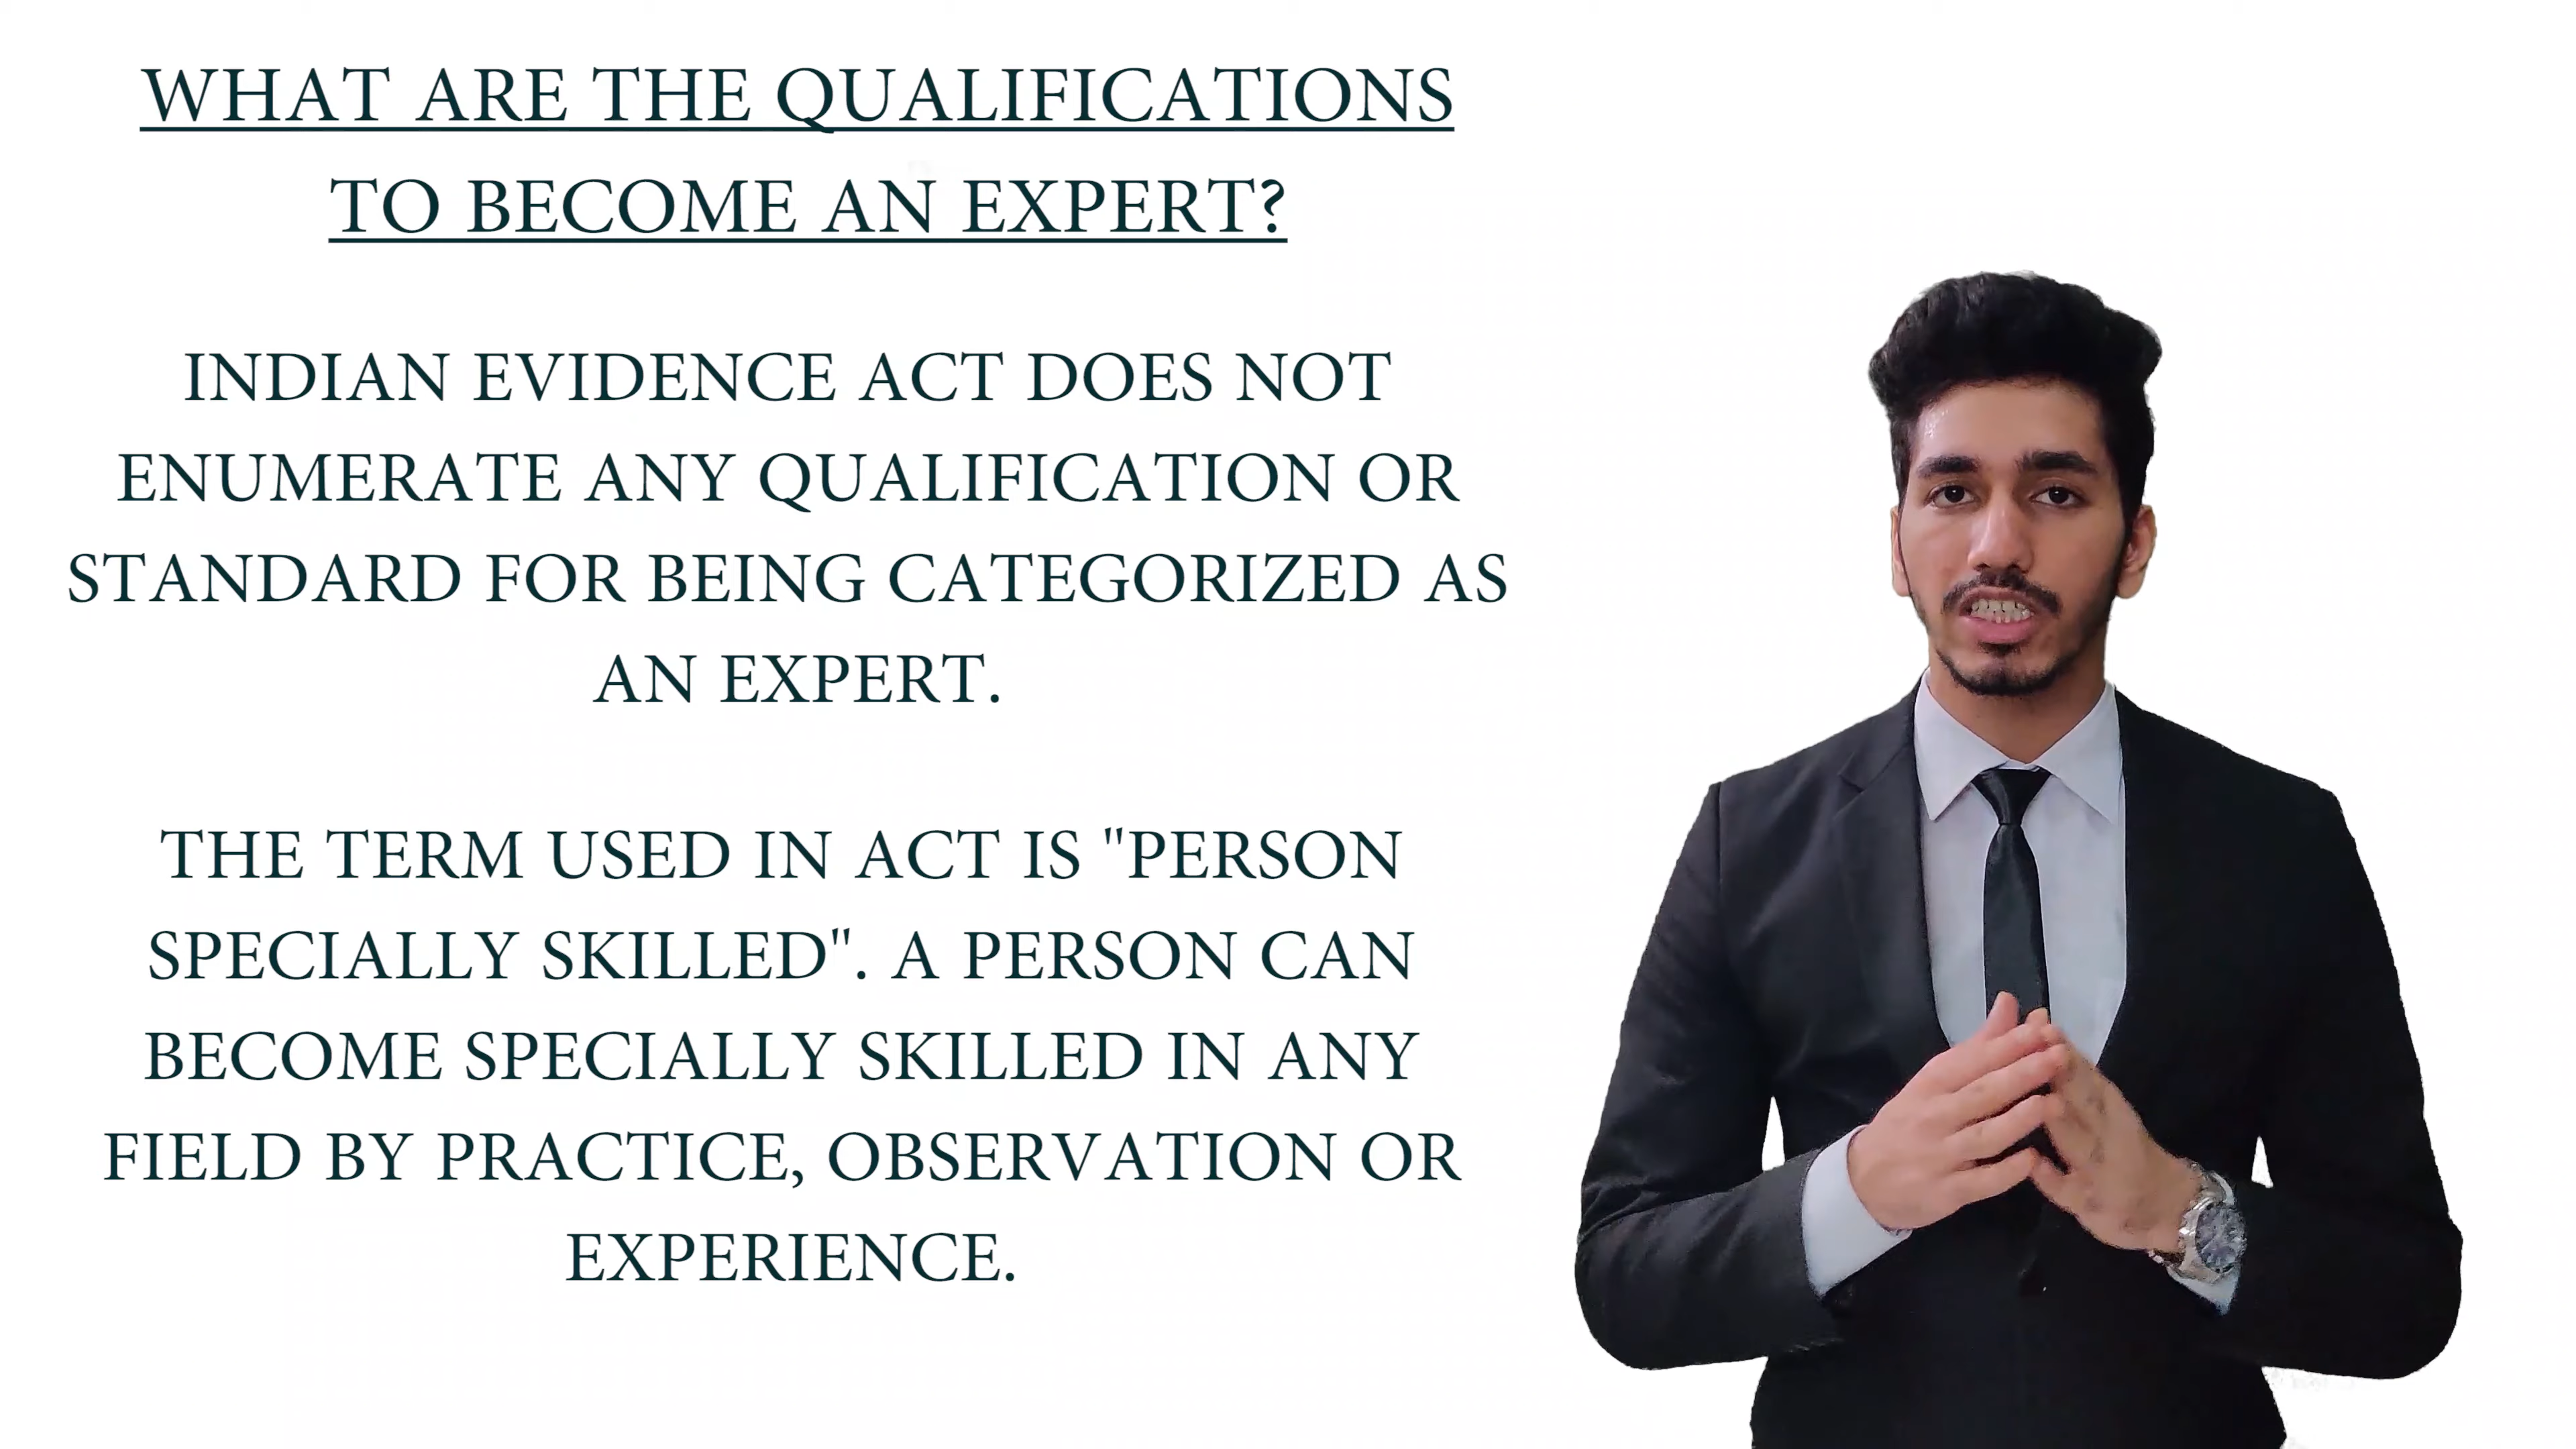 WHAT ARE THE QUALIFICATIONS
TO BECOME AN EXPERT?
INDIAN EVIDENCE ACT DOES NOT
ENUMERATE ANY QUALIFICATION OR
STANDARD FOR BEING CATEGORIZED AS
AN EXPERT.
THE TERM USED IN ACT IS "PERSON
SPECIALLY SKILLED". A PERSON CAN
BECOME SPECIALLY SKILLED IN ANY
FIELD BY PRACTICE, OBSERVATION OR
EXPERIENCE.